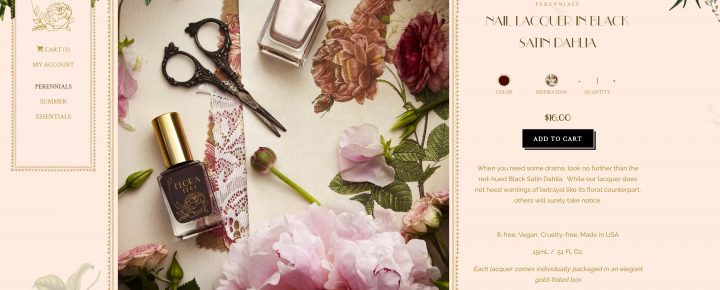 CART (3)
MY ACCOUNT
PERENNIALS
SUMMER
ESSENTIALS
FLORA
1761
PERENNIALS
NAIL LACQUER IN BLACK
SATIN DAHLIA
COLOR
INSPIRATION
- 1 +
QUANTITY
$16.00
ADD TO CART
When you need some drama, look no further than the
red-hued Black Satin Dahlia. While our lacquer does
not heed warnings of betrayal like its floral counterpart,
others will surely take notice.
8-free. Vegan. Cruelty-free. Made in USA
15mL / .51 Fl. Oz.
Each lacquer comes individually packaged in an elegant
gold-foiled box.